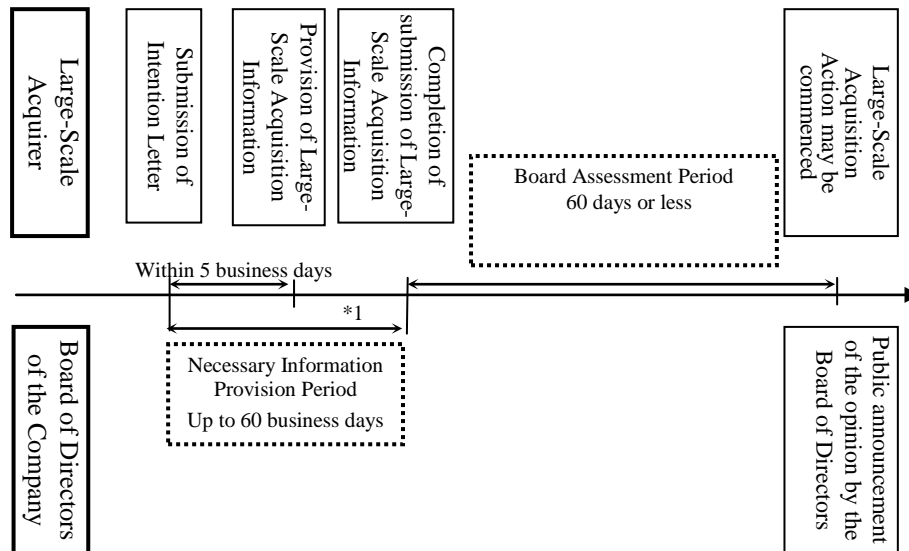 Large-Scale
Acquirer
Submission of
Intention Letter
Provision of Large-
Scale Acquisition
Information
Completion of
submission of Large-
Scale Acquisition
Information
Board Assessment Period
60 days or less
Large-Scale
Acquisition
Action may be
commenced
Within 5 business days
*1
Necessary Information
Provision Period
Up to 60 business days
Board of Directors
of the Company
Public announcement
of the opinion by the
Board of Directors